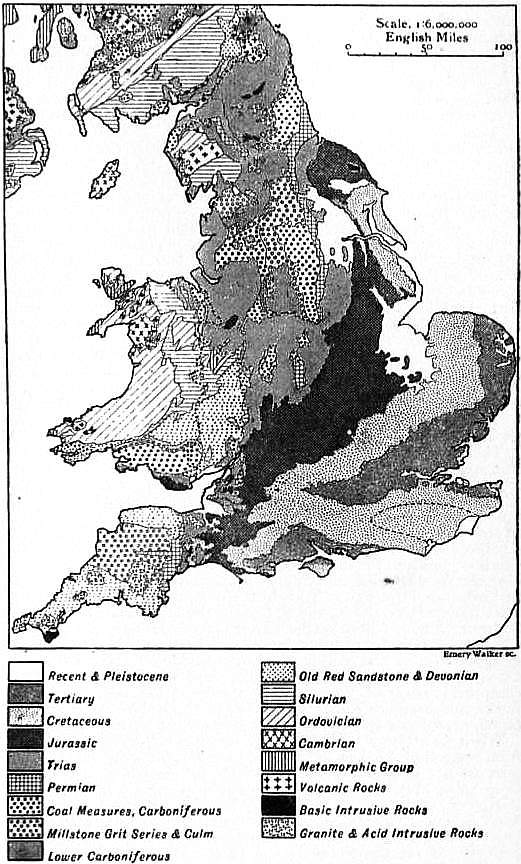 Scale, 1:6,000,000
English Miles
0 50 100
Emery Walker sc.
Recent & Pleistocene
Tertiary
Cretaceous
Jurassic
Trias
Permian
Coal Measures, Carboniferous
Millstone Grit Series & Culm
Lower Carboniferous
Old Red Sandstone & Devonian
Silurian
Ordovician
Cambrian
Metamorphic Group
Volcanic Rocks
Basic Intrusive Rocks
Granite & Acid Intrusive Rocks